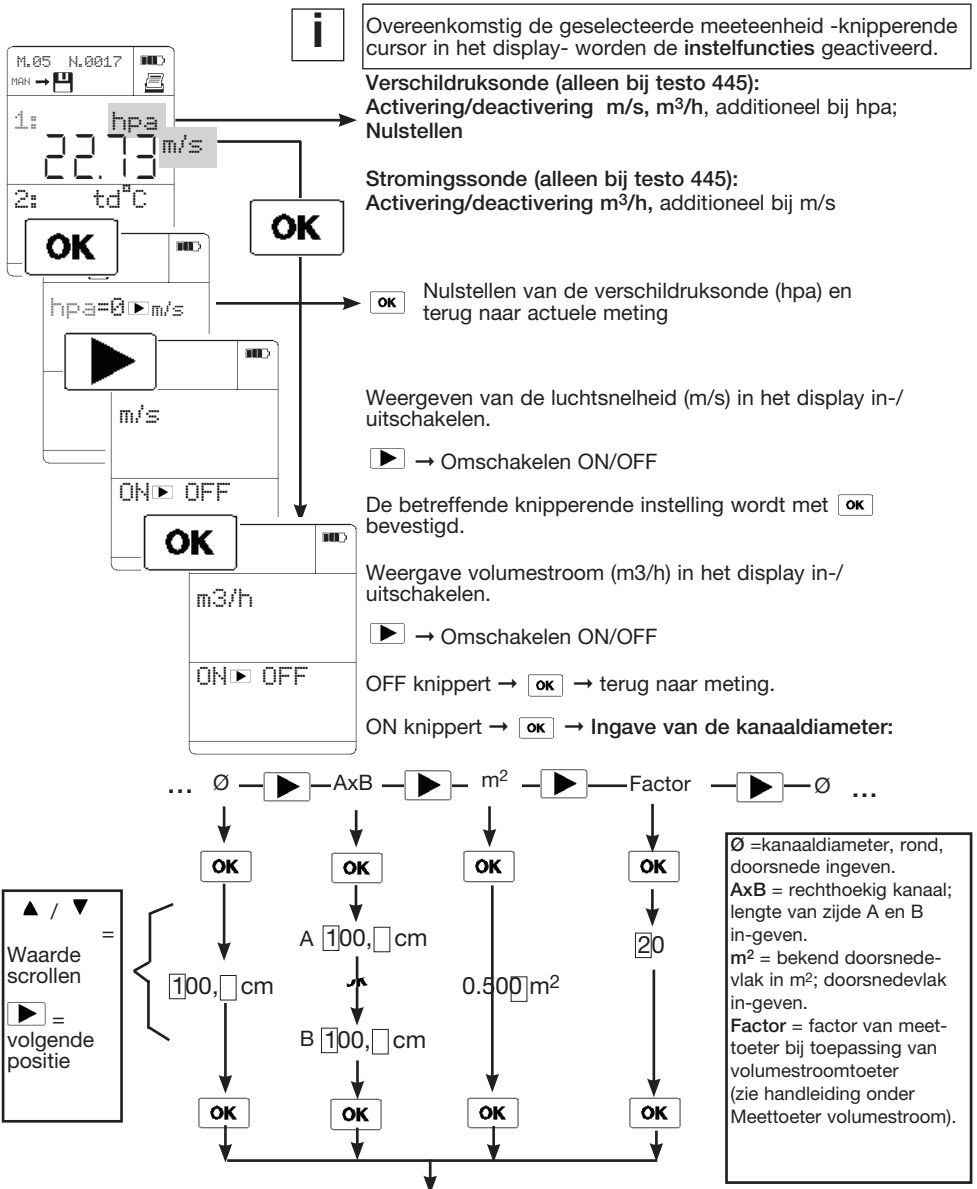 i
Overeenkomstig de geselecteerde meeteenheid -knipperende
cursor in het display- worden de instelfuncties geactiveerd.
M.05 N.0017
MAN →
1: hpa
22.73 m/s
2: td°C
OK
OK
Verschildruksonde (alleen bij testo 445):
Activering/deactivering m/s, m³/h, additioneel bij hpa;
Nulstellen
Stromingssonde (alleen bij testo 445):
Activering/deactivering m³/h, additioneel bij m/s
hpa=0 ▶ m/s
OK Nulstellen van de verschildruksonde (hpa) en
terug naar actuele meting
▶
m/s
ON ▶ OFF
Weergeven van de luchtsnelheid (m/s) in het display in-/
uitschakelen.
▶ → Omschakelen ON/OFF
De betreffende knipperende instelling wordt met OK
bevestigd.
OK
m3/h
ON ▶ OFF
Weergave volumestroom (m3/h) in het display in-/
uitschakelen.
▶ → Omschakelen ON/OFF
OFF knippert → OK → terug naar meting.
ON knippert → OK → Ingave van de kanaaldiameter:
... Ø ▶ AxB ▶ m² ▶ Factor ▶ Ø ...
OK OK OK OK
▲ / ▼
=
Waarde
scrollen
▶ =
volgende
positie
100, cm
A 100, cm
OK
B 100, cm
0.500 m²
20
OK OK OK OK
Ø =kanaaldiameter, rond,
doorsnede ingeven.
AxB = rechthoekig kanaal;
lengte van zijde A en B
in-geven.
m² = bekend doorsnede-
vlak in m²; doorsnedevlak
in-geven.
Factor = factor van meet-
toeter bij toepassing van
volumestroomtoeter
(zie handleiding onder
Meettoeter volumestroom).